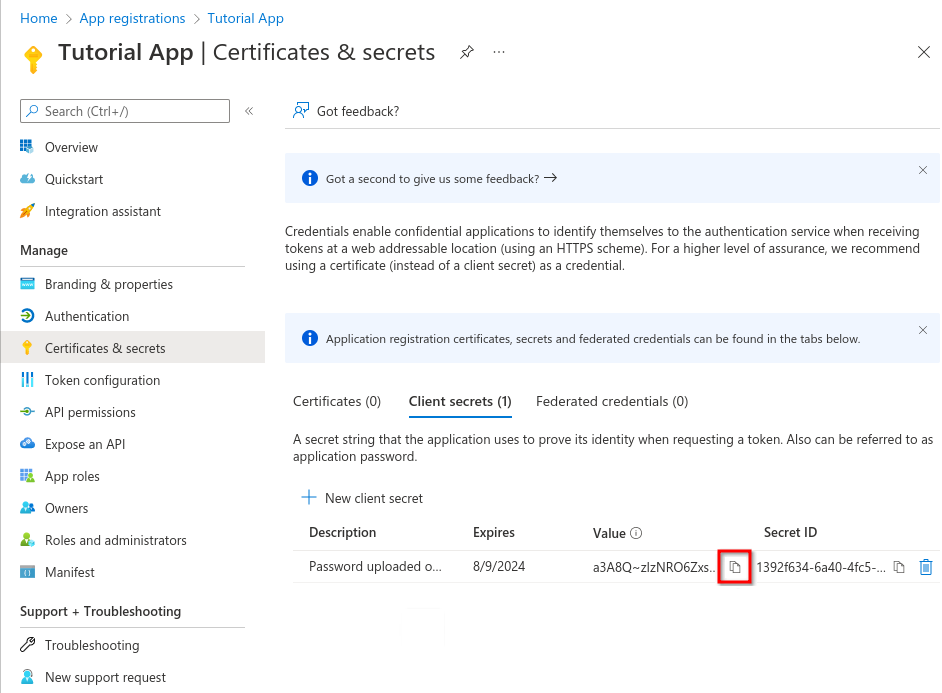 Home > App registrations > Tutorial App
Tutorial App | Certificates & secrets
Search (Ctrl+/)
Overview
Quickstart
Integration assistant
Manage
Branding & properties
Authentication
Certificates & secrets
Token configuration
API permissions
Expose an API
App roles
Owners
Roles and administrators
Manifest
Support + Troubleshooting
Troubleshooting
New support request
Got feedback?
Got a second to give us some feedback? →
Credentials enable confidential applications to identify themselves to the authentication service when receiving
tokens at a web addressable location (using an HTTPS scheme). For a higher level of assurance, we recommend
using a certificate (instead of a client secret) as a credential.
Application registration certificates, secrets and federated credentials can be found in the tabs below.
Certificates (0) Client secrets (1) Federated credentials (0)
A secret string that the application uses to prove its identity when requesting a token. Also can be referred to as
application password.
New client secret
Description Expires Value Secret ID
Password uploaded o... 8/9/2024 a3A8Q~zIzNRO6Zxs... 1392f634-6a40-4fc5-...